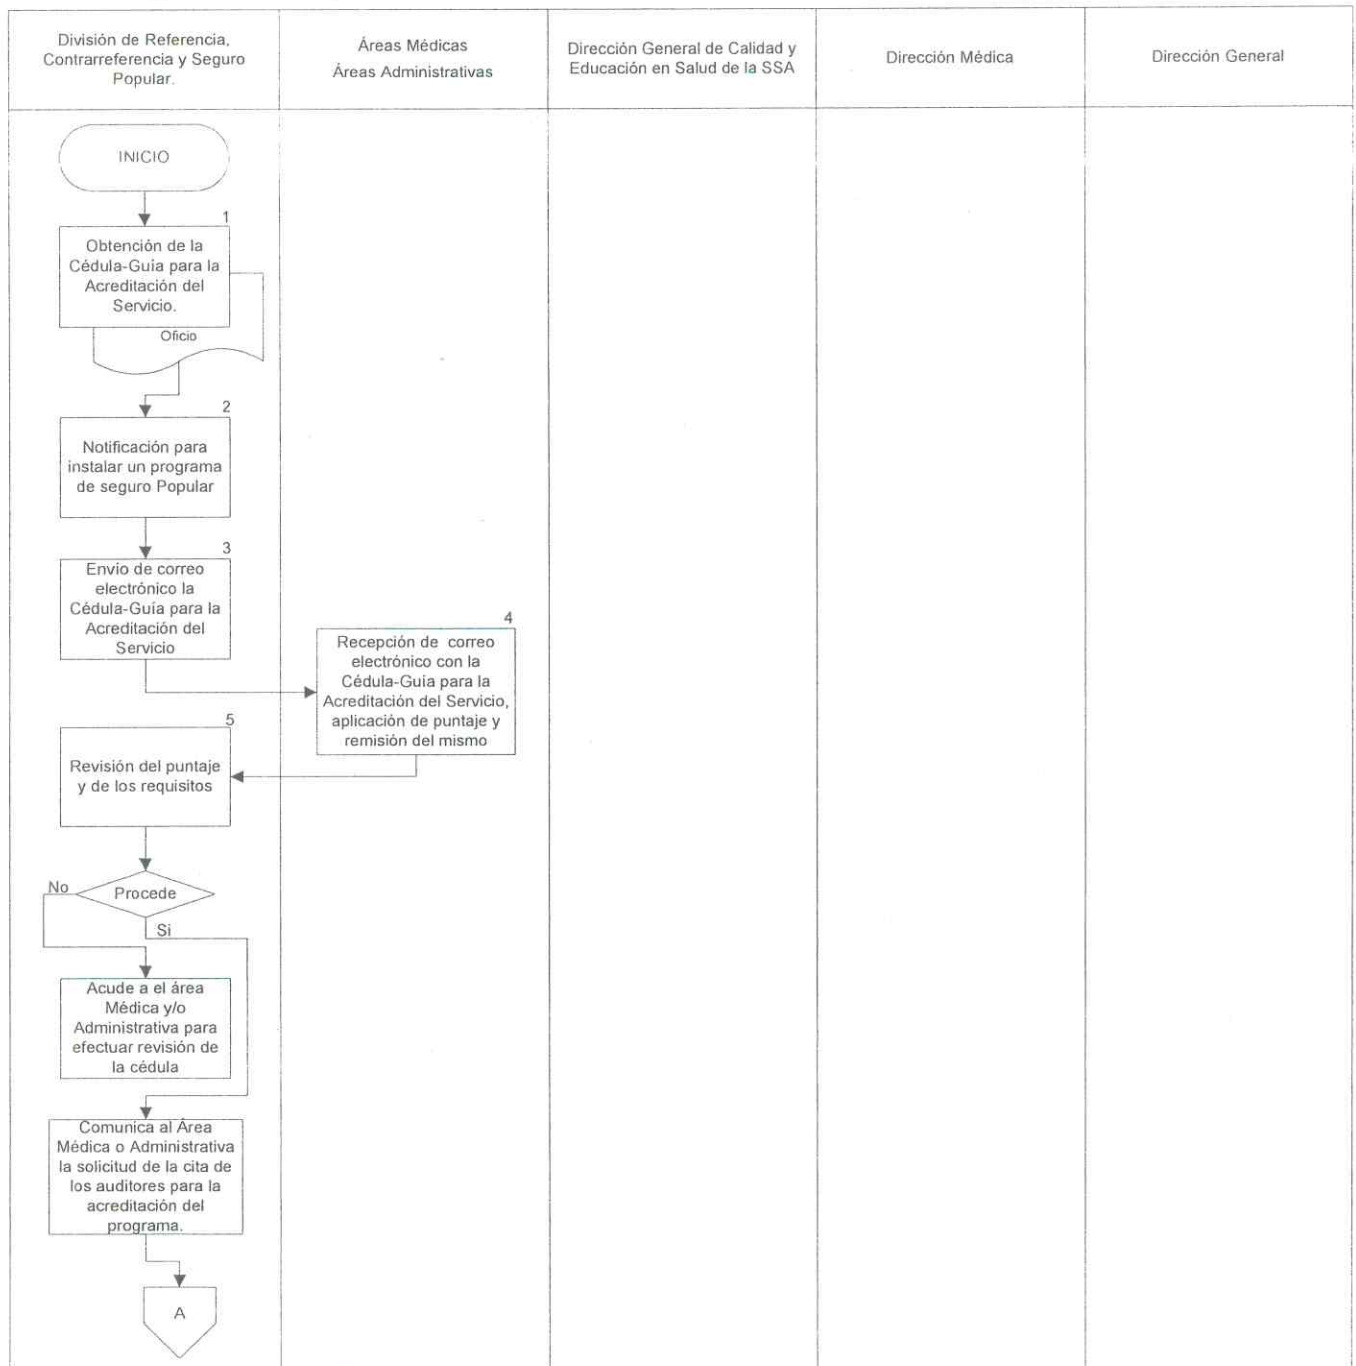 División de Referencia,
Contrarreferencia y Seguro
Popular.
Áreas Médicas
Áreas Administrativas
Dirección General de Calidad y
Educación en Salud de la SSA
Dirección Médica
Dirección General
INICIO
1
Obtención de la
Cédula-Guía para la
Acreditación del
Servicio.
Oficio
2
Notificación para
instalar un programa
de seguro Popular
3
Envío de correo
electrónico la
Cédula-Guía para la
Acreditación del
Servicio
4
Recepción de correo
electrónico con la
Cédula-Guía para la
Acreditación del Servicio,
aplicación de puntaje y
remisión del mismo
5
Revisión del puntaje
y de los requisitos
No
Procede
Si
Acude a el área
Médica y/o
Administrativa para
efectuar revisión de
la cédula
Comunica al Área
Médica o Administrativa
la solicitud de la cita de
los auditores para la
acreditación del
programa.
A